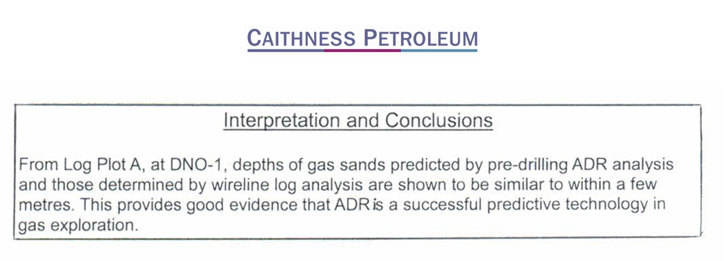 CAITHNESS PETROLEUM
Interpretation and Conclusions
From Log Plot A, at DNO-1, depths of gas sands predicted by pre-drilling ADR analysis
and those determined by wireline log analysis are shown to be similar to within a few
metres. This provides good evidence that ADR is a successful predictive technology in
gas exploration.